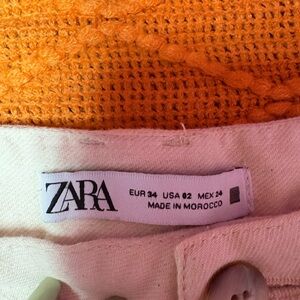 ZARA
EUR 34 USA 02 MEX 24
MADE IN MOROCCO